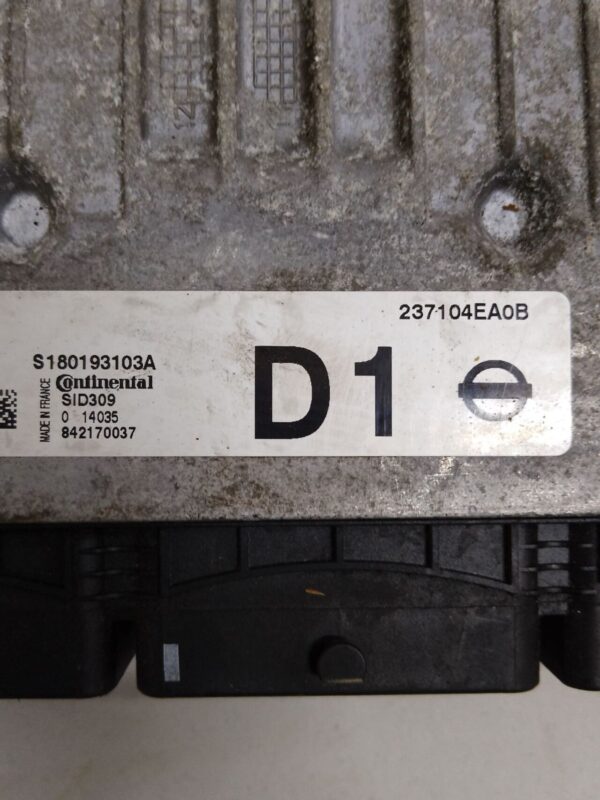 237104EA0B
S180193103A
Continental
SID309
0 14035
842170037
MADE IN FRANCE
D1